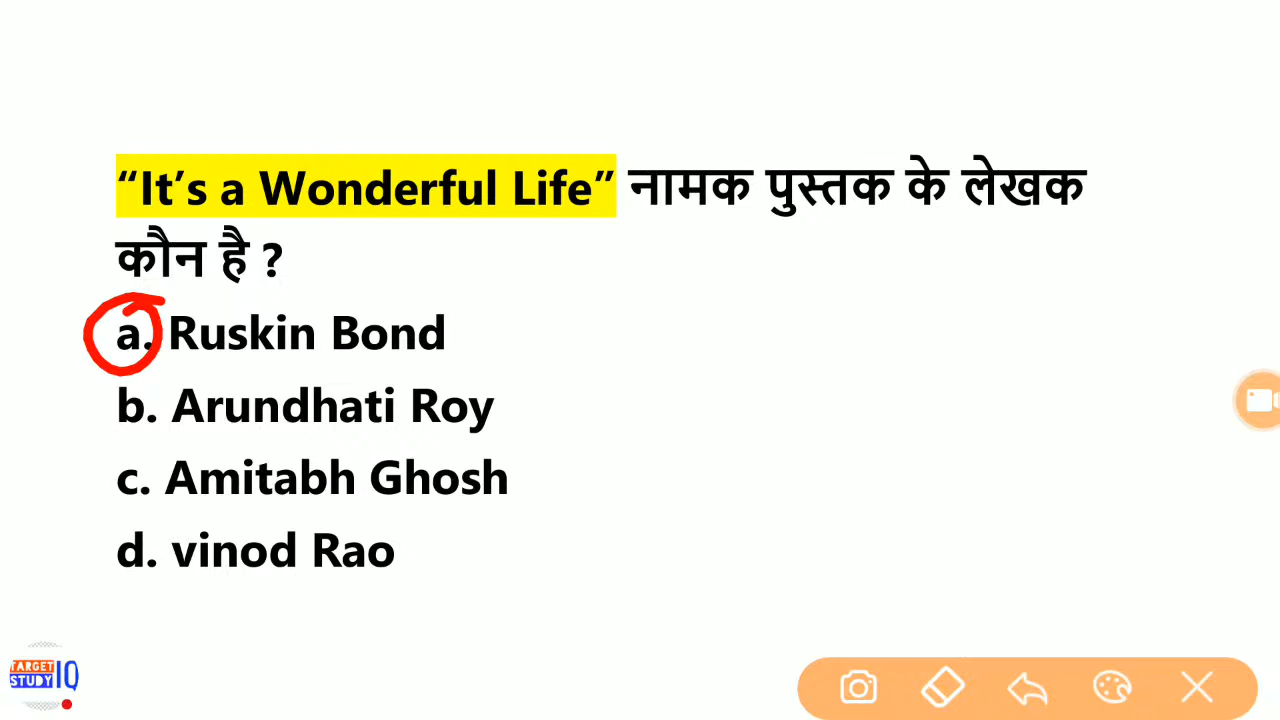 “It’s a Wonderful Life” नामक पुस्तक के लेखक
कौन है ?
a. Ruskin Bond
b. Arundhati Roy
c. Amitabh Ghosh
d. vinod Rao
TARGET
STUDY IQ